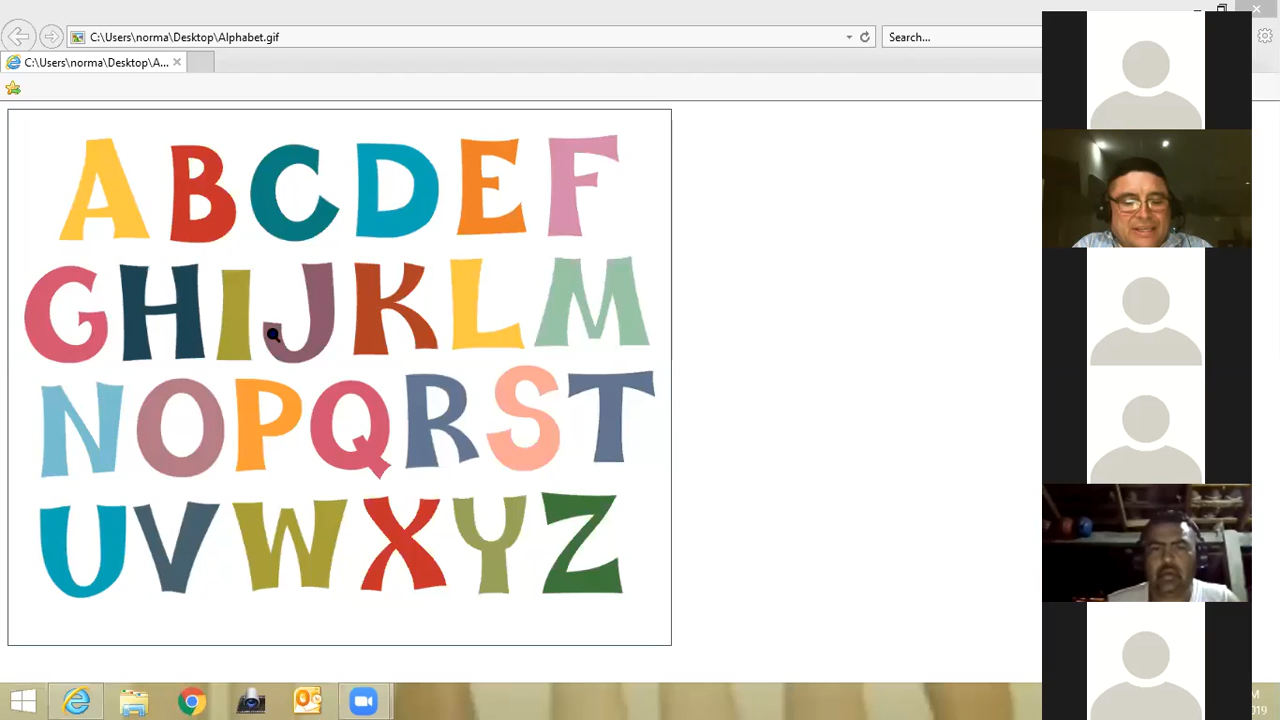 C:\Users\norma\Desktop\Alphabet.gif
Search...
C:\Users\norma\Desktop\A...
A B C D E F
G H I J K L M
N O P Q R S T
U V W X Y Z